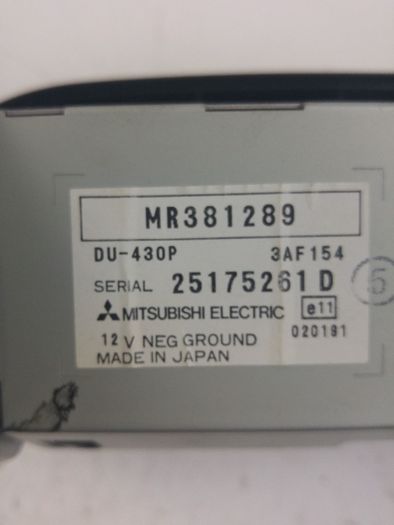 MR381289
DU-430P 3AF154
SERIAL 25175261 D
MITSUBISHI ELECTRIC e11
12 V NEG GROUND 020191
MADE IN JAPAN
5